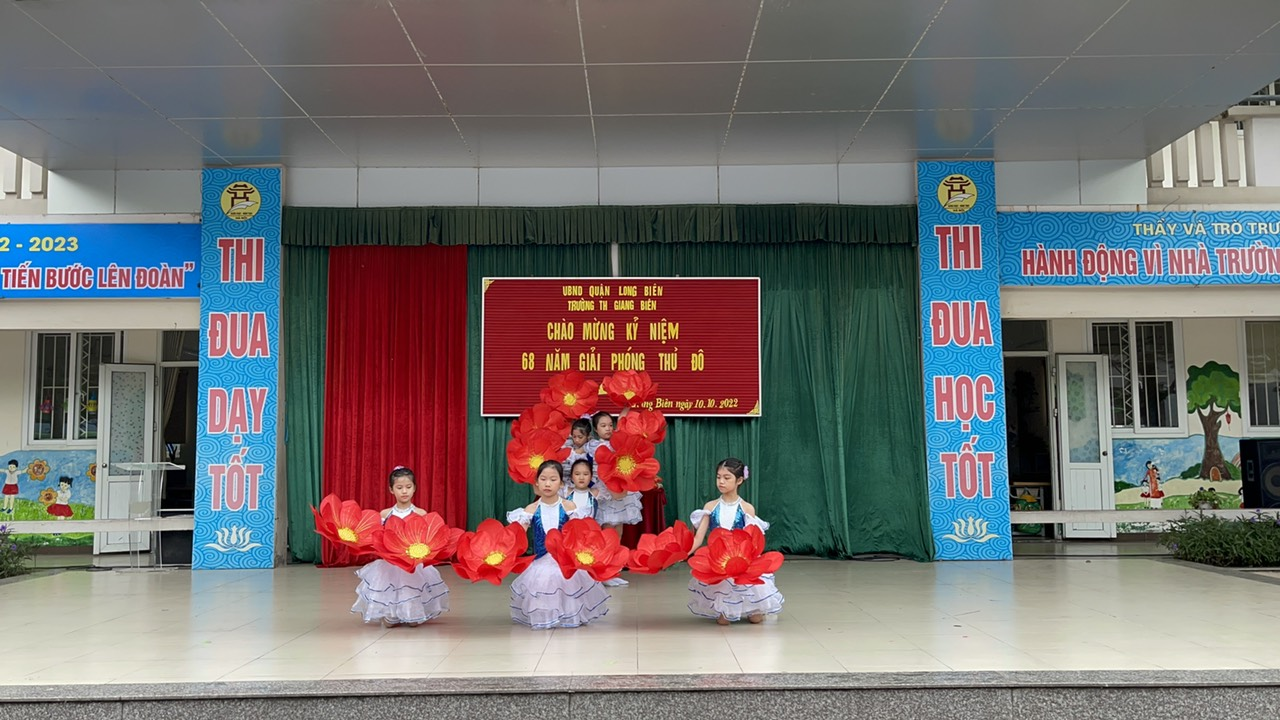 2 - 2023
TIẾN BƯỚC LÊN ĐOÀN"
THI
ĐUA
DẠY
TỐT
UBND QUẬN LONG BIÊN
TRƯỜNG TH GIANG BIÊN
CHÀO MỪNG KỶ NIỆM
68 NĂM GIẢI PHÓNG THỦ ĐÔ
Biên ngày 10.10.2022
THI
ĐUA
HỌC
TỐT
THẦY VÀ TRÒ TRƯ
HÀNH ĐỘNG VÌ NHÀ TRƯỜN